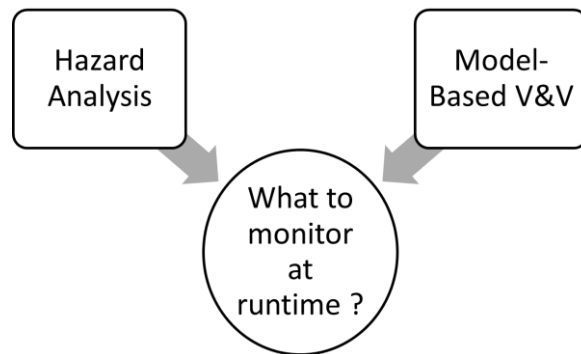 Hazard
Analysis
Model-
Based V&V
What to
monitor
at
runtime ?